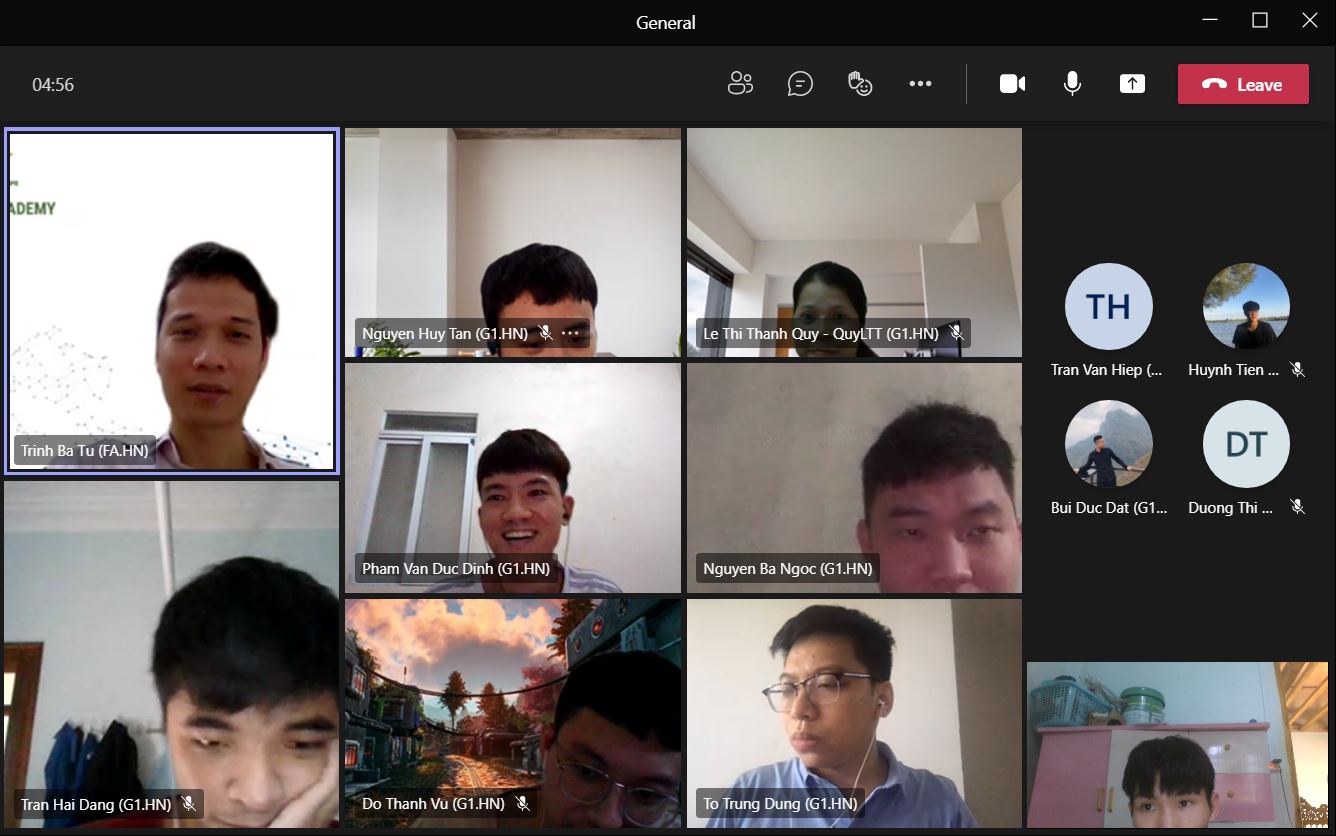 General
04:56
Leave
ADEMY
Trinh Ba Tu (FA.HN)
Nguyen Huy Tan (G1.HN)
Le Thi Thanh Quy - QuyLTT (G1.HN)
TH
Tran Van Hiep (...
Huynh Tien ...
Bui Duc Dat (G1...
DT
Duong Thi ...
Pham Van Duc Dinh (G1.HN)
Nguyen Ba Ngoc (G1.HN)
Tran Hai Dang (G1.HN)
Do Thanh Vu (G1.HN)
To Trung Dung (G1.HN)